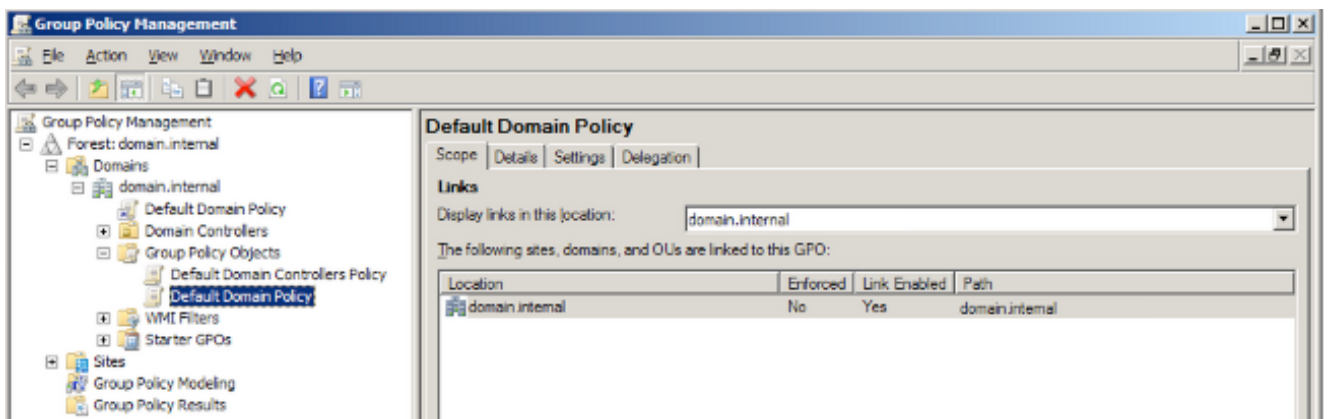 Group Policy Management
File Action View Window Help
Group Policy Management
Forest: domain.internal
Domains
domain.internal
Default Domain Policy
Domain Controllers
Group Policy Objects
Default Domain Controllers Policy
Default Domain Policy
WMI Filters
Starter GPOs
Sites
Group Policy Modeling
Group Policy Results
Default Domain Policy
Scope Details Settings Delegation
Links
Display links in this location: domain.internal
The following sites, domains, and OUs are linked to this GPO:
Location Enforced Link Enabled Path
domain.internal No Yes domain.internal